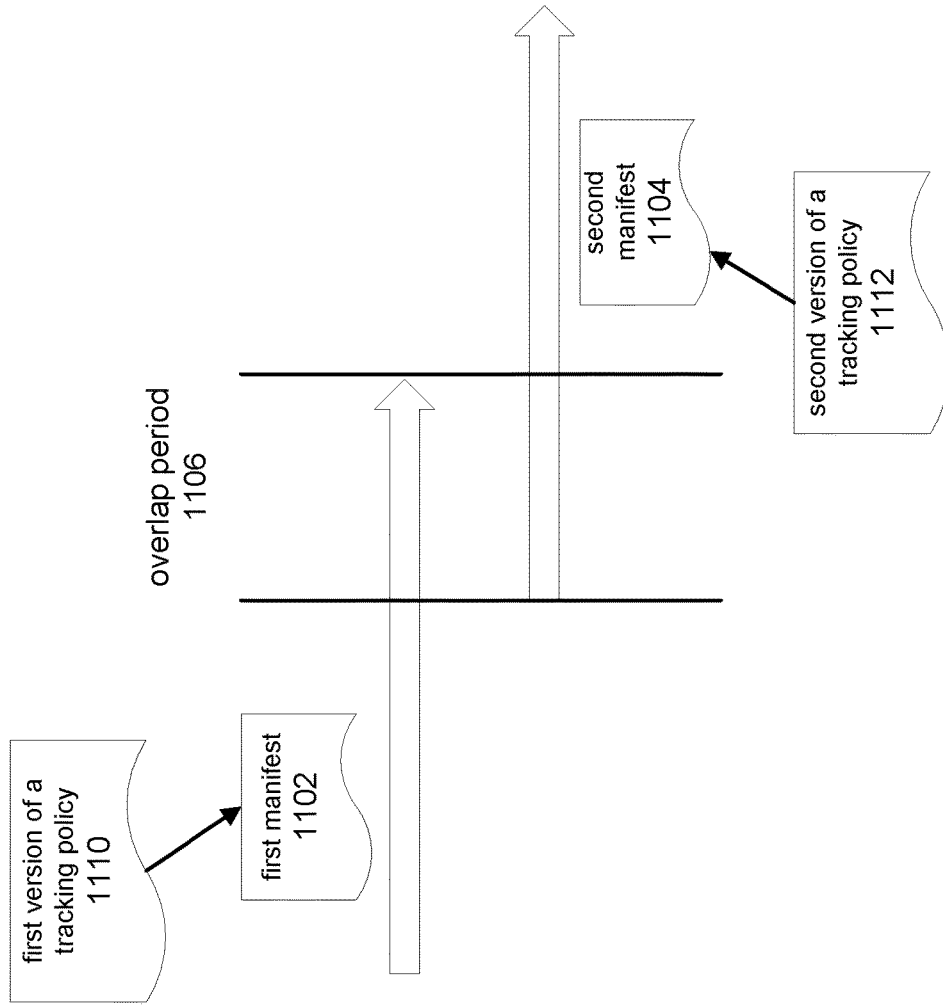 first version of a
tracking policy
1110
first manifest
1102
overlap period
1106
second
manifest
1104
second version of a
tracking policy
1112